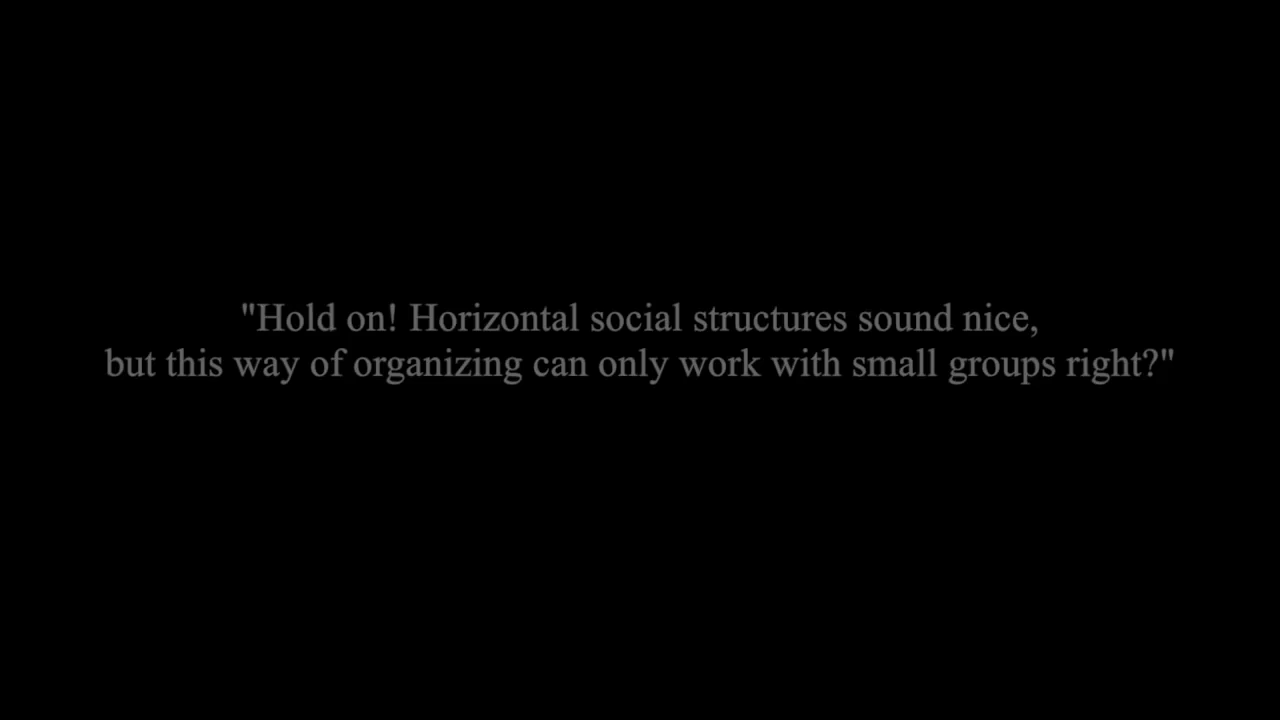 "Hold on! Horizontal social structures sound nice,
but this way of organizing can only work with small groups right?"